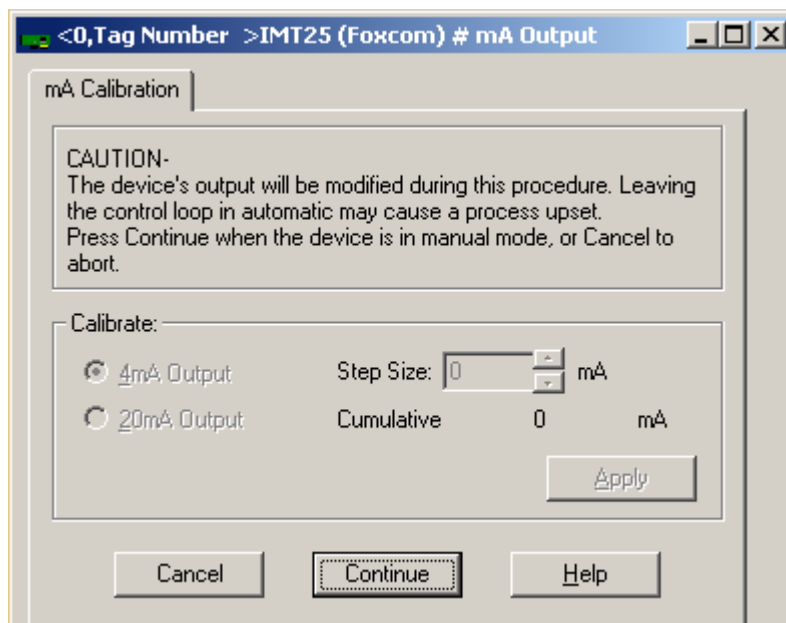 <0,Tag Number  >IMT25 (Foxcom) # mA Output
mA Calibration
CAUTION-
The device's output will be modified during this procedure. Leaving
the control loop in automatic may cause a process upset.
Press Continue when the device is in manual mode, or Cancel to
abort.
Calibrate:
4mA Output
Step Size: 0 mA
20mA Output
Cumulative 0 mA
Apply
Cancel
Continue
Help